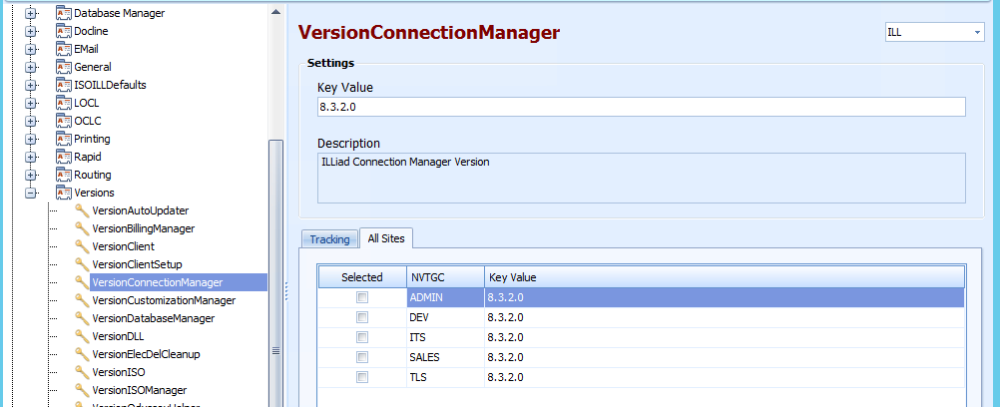 Database Manager
Docline
EMail
General
ISOILLDefaults
LOCL
OCLC
Printing
Rapid
Routing
Versions
VersionAutoUpdater
VersionBillingManager
VersionClient
VersionClientSetup
VersionConnectionManager
VersionCustomizationManager
VersionDatabaseManager
VersionDLL
VersionElecDelCleanup
VersionISO
VersionISOManager
VersionConnectionManager ILL
Settings
Key Value
8.3.2.0
Description
ILLiad Connection Manager Version
Tracking All Sites
Selected NVTGC Key Value
ADMIN 8.3.2.0
DEV 8.3.2.0
ITS 8.3.2.0
SALES 8.3.2.0
TLS 8.3.2.0